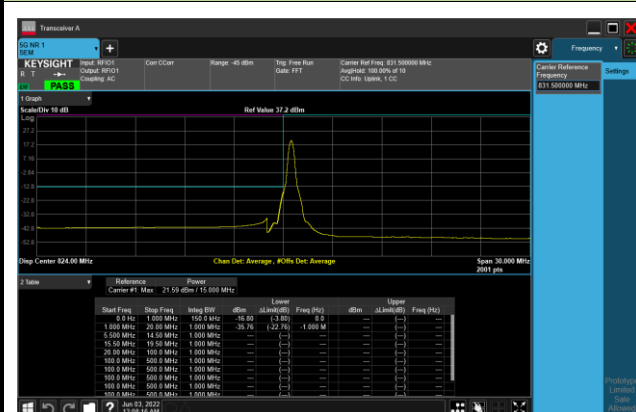 Transceiver A
5G NR 1
SEM
Frequency
KEYSIGHT Input: RFIO1 Corr CCorr Range: -45 dBm Trig: Free Run Carrier Ref Freq: 831.500000 MHz
R T Output: RFIO1 Gate: FFT Avg|Hold: 100.00% of 10
Coupling: AC CC Info: Uplink, 1 CC
PASS
Carrier Reference
Frequency
831.500000 MHz
Settings
1 Graph
Scale/Div 10 dB Ref Value 37.2 dBm
Log
27.2
17.2
7.16
-2.84
-12.8
-22.8
-32.8
-42.8
-52.8
Disp Center 824.00 MHz Chan Det: Average , #Offs Det: Average Span 30.000 MHz
2001 pts
2 Table
Reference Power
Carrier #1: Max 21.59 dBm / 15.000 MHz
Lower Upper
Start Freq Stop Freq Integ BW dBm ΔLimit(dB) Freq (Hz) dBm ΔLimit(dB) Freq (Hz)
0.0 Hz 1.000 MHz 150.0 kHz -16.80 (-3.80) 0.0 --- (---) ---
1.000 MHz 20.00 MHz 1.000 MHz -35.76 (-22.76) -1.000 M --- (---) ---
5.500 MHz 14.50 MHz 1.000 MHz --- (---) --- --- (---) ---
15.50 MHz 19.50 MHz 1.000 MHz --- (---) --- --- (---) ---
20.00 MHz 100.0 MHz 1.000 MHz --- (---) --- --- (---) ---
100.0 MHz 500.0 MHz 1.000 MHz --- (---) --- --- (---) ---
100.0 MHz 500.0 MHz 1.000 MHz --- (---) --- --- (---) ---
100.0 MHz 500.0 MHz 1.000 MHz --- (---) --- --- (---) ---
100.0 MHz 500.0 MHz 1.000 MHz --- (---) --- --- (---) ---
Jun 03, 2022
Prototype
Limited
Sale